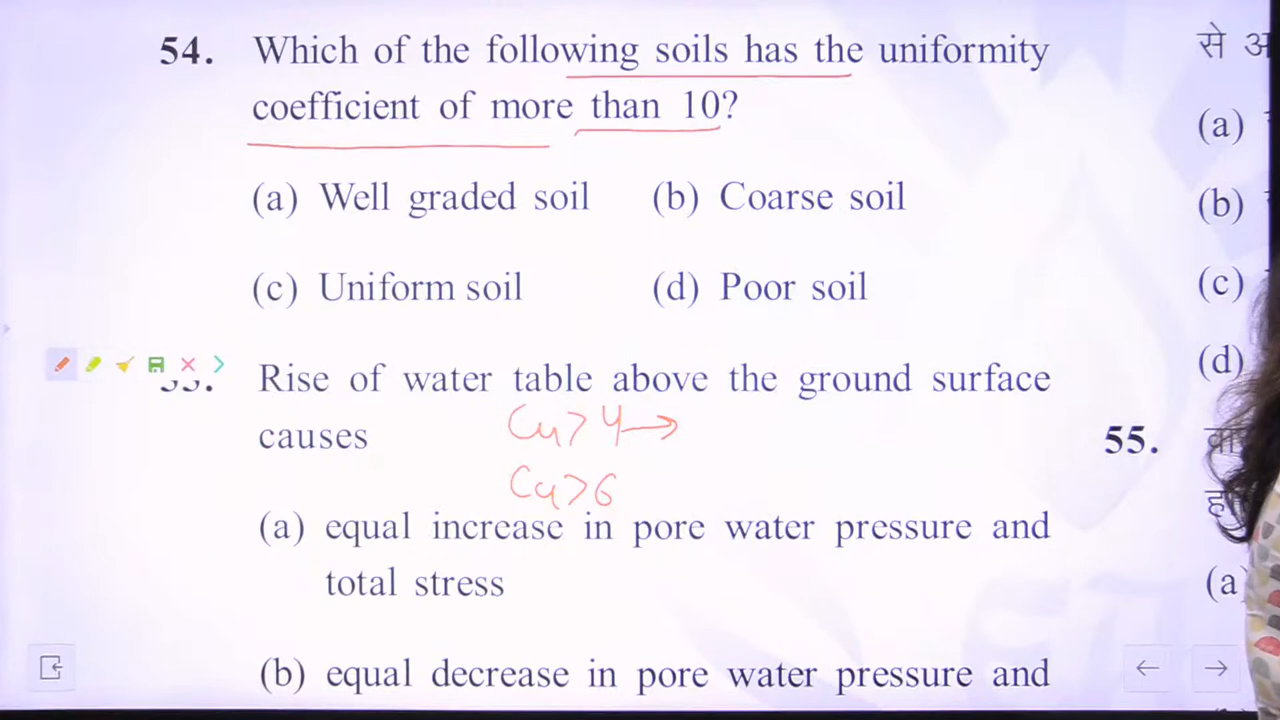 54. Which of the following soils has the uniformity
coefficient of more than 10?
(a) Well graded soil (b) Coarse soil
(c) Uniform soil (d) Poor soil
Rise of water table above the ground surface
causes
Cu > 4 →
Cu > 6
(a) equal increase in pore water pressure and
total stress
(b) equal decrease in pore water pressure and
से
(a)
(b)
(c)
(d)
55.
(a)